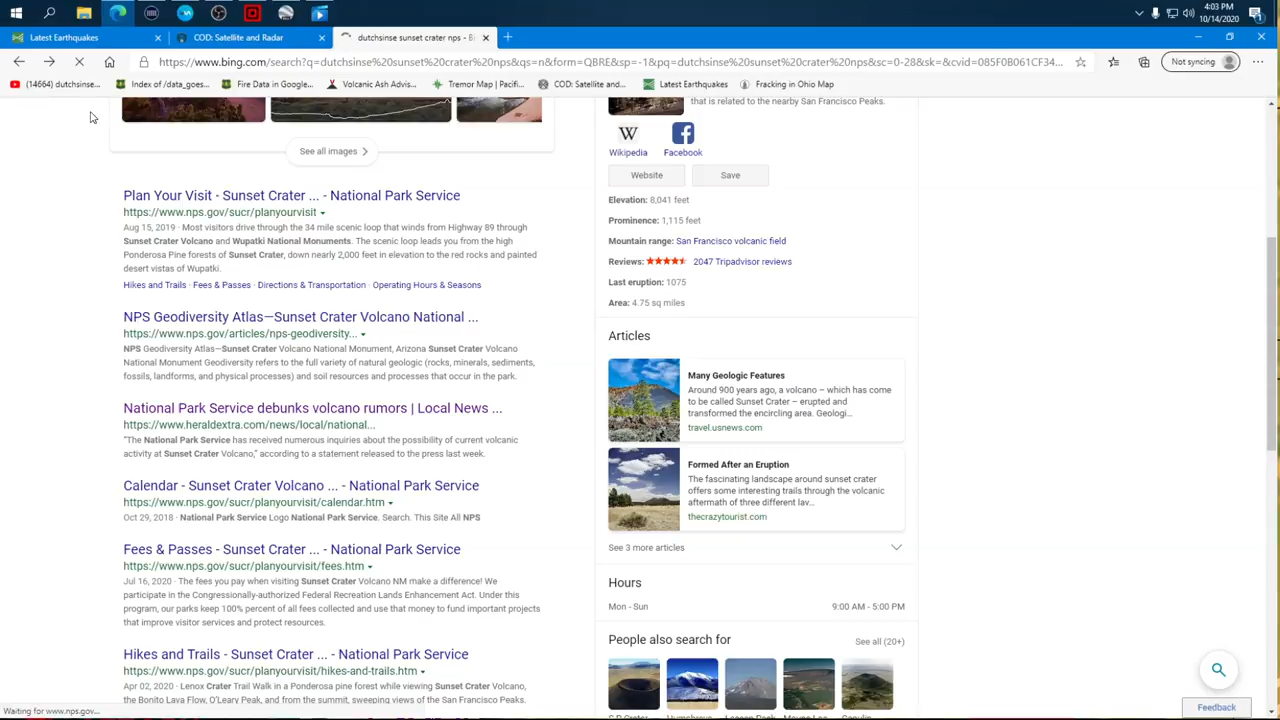 4:03 PM
10/14/2020
1
Latest Earthquakes
COD: Satellite and Radar
dutchsinse sunset crater nps - B
https://www.bing.com/search?q=dutchsinse%20sunset%20crater%20nps&qs=n&form=QBRE&sp=-1&pq=dutchsinse%20sunset%20crater%20nps&sc=0-28&sk=&cvid=085F0B061CF34...
Not syncing
(14664) dutchsinse...
Index of/data_goes...
Fire Data in Google...
Volcanic Ash Advis...
Tremor Map | Pacifi...
COD: Satellite and...
Latest Earthquakes
Fracking in Ohio Map
See all images
Plan Your Visit - Sunset Crater ... - National Park Service
https://www.nps.gov/sucr/planyourvisit
Aug 15, 2019 · Most visitors drive through the 34 mile scenic loop that winds from Highway 89 through
Sunset Crater Volcano and Wupatki National Monuments. The scenic loop leads you from the high
Ponderosa Pine forests of Sunset Crater, down nearly 2,000 feet in elevation to the red rocks and painted
desert vistas of Wupatki.
Hikes and Trails · Fees & Passes · Directions & Transportation · Operating Hours & Seasons
NPS Geodiversity Atlas—Sunset Crater Volcano National ...
https://www.nps.gov/articles/nps-geodiversity...
NPS Geodiversity Atlas—Sunset Crater Volcano National Monument, Arizona Sunset Crater Volcano
National Monument Geodiversity refers to the full variety of natural geologic (rocks, minerals, sediments,
fossils, landforms, and physical processes) and soil resources and processes that occur in the park.
National Park Service debunks volcano rumors | Local News ...
https://www.heraldextra.com/news/local/national...
"The National Park Service has received numerous inquiries about the possibility of current volcanic
activity at Sunset Crater Volcano," according to a statement released to the press last week.
Calendar - Sunset Crater Volcano ... - National Park Service
https://www.nps.gov/sucr/planyourvisit/calendar.htm
Oct 29, 2018 · National Park Service Logo National Park Service. Search. This Site All NPS
Fees & Passes - Sunset Crater ... - National Park Service
https://www.nps.gov/sucr/planyourvisit/fees.htm
Jul 16, 2020 · The fees you pay when visiting Sunset Crater Volcano NM make a difference! We
participate in the Congressionally-authorized Federal Recreation Lands Enhancement Act. Under this
program, our parks keep 100% percent of all fees collected and use that money to fund important projects
that improve visitor services and protect resources.
Hikes and Trails - Sunset Crater ... - National Park Service
https://www.nps.gov/sucr/planyourvisit/hikes-and-trails.htm
Apr 02, 2020 · Lenox Crater Trail Walk in a Ponderosa pine forest while viewing Sunset Crater Volcano,
the Bonito Lava Flow, O'Leary Peak, and from the summit, sweeping views of the San Francisco Peaks.
Waiting for www.nps.gov...
that is related to the nearby San Francisco Peaks.
W
Wikipedia
Facebook
Website
Save
Elevation: 8,041 feet
Prominence: 1,115 feet
Mountain range: San Francisco volcanic field
Reviews: 2047 Tripadvisor reviews
Last eruption: 1075
Area: 4.75 sq miles
Articles
Many Geologic Features
Around 900 years ago, a volcano – which has come
to be called Sunset Crater – erupted and
transformed the encircling area. Geologi...
travel.usnews.com
Formed After an Eruption
The fascinating landscape around sunset crater
offers some interesting trails through the volcanic
aftermath of three different lav...
thecrazytourist.com
See 3 more articles
Hours
Mon - Sun
9:00 AM - 5:00 PM
People also search for
See all (20+)
Feedback